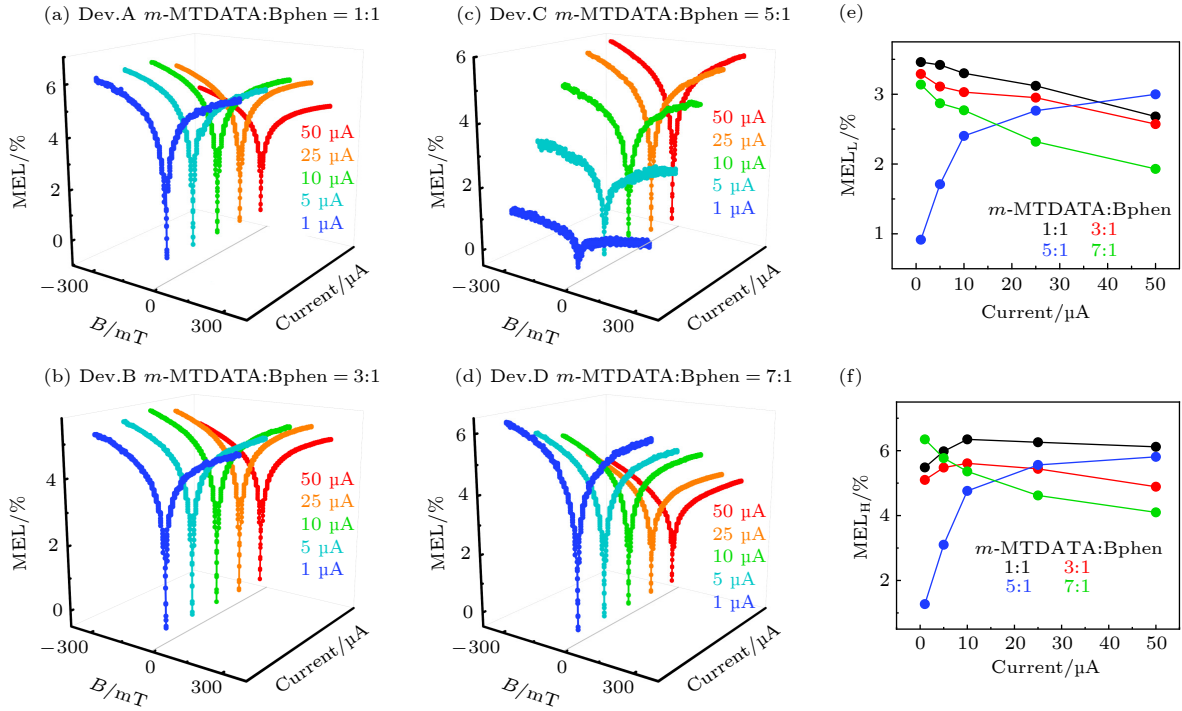 (a) Dev.A m-MTDATA:Bphen = 1:1
MEL/%
6
4
2
0
50 µA
25 µA
10 µA
5 µA
1 µA
−300
0
300
B/mT
Current/µA
(c) Dev.C m-MTDATA:Bphen = 5:1
MEL/%
6
4
2
0
50 µA
25 µA
10 µA
5 µA
1 µA
−300
0
300
B/mT
Current/µA
(e)
MEL_L/%
3
2
1
m-MTDATA:Bphen
1:1 3:1
5:1 7:1
0 10 20 30 40 50
Current/µA
(b) Dev.B m-MTDATA:Bphen = 3:1
MEL/%
4
2
0
50 µA
25 µA
10 µA
5 µA
1 µA
−300
0
300
B/mT
Current/µA
(d) Dev.D m-MTDATA:Bphen = 7:1
MEL/%
6
4
2
0
50 µA
25 µA
10 µA
5 µA
1 µA
−300
0
300
B/mT
Current/µA
(f)
MEL_H/%
6
4
2
m-MTDATA:Bphen
1:1 3:1
5:1 7:1
0 10 20 30 40 50
Current/µA